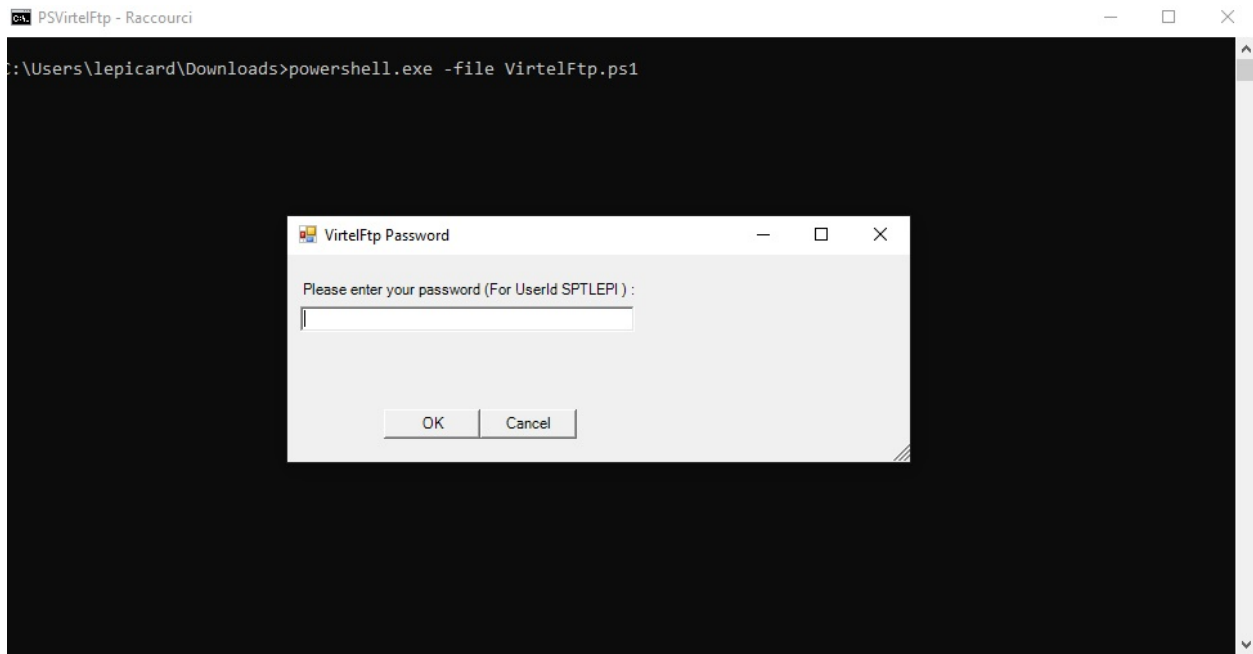 PSVirtelFtp - Raccourci
C:\Users\lepicard\Downloads>powershell.exe -file VirtelFtp.ps1
VirtelFtp Password
Please enter your password (For UserId SPTLEPI ) :
OK
Cancel